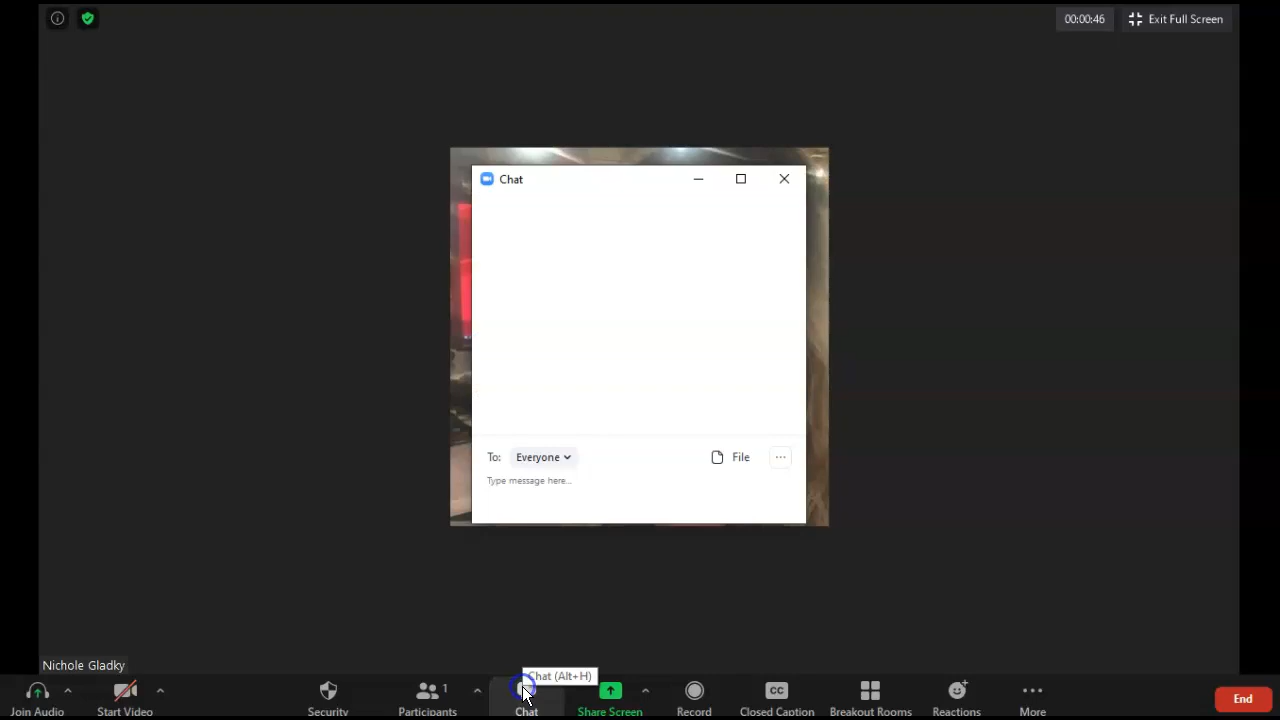 00:00:46
Exit Full Screen
Chat
To: Everyone
File
Type message here...
Nichole Gladky
Chat (Alt+H)
1
CC
Join Audio
Start Video
Security
Participants
Chat
Share Screen
Record
Closed Caption
Breakout Rooms
Reactions
More
End